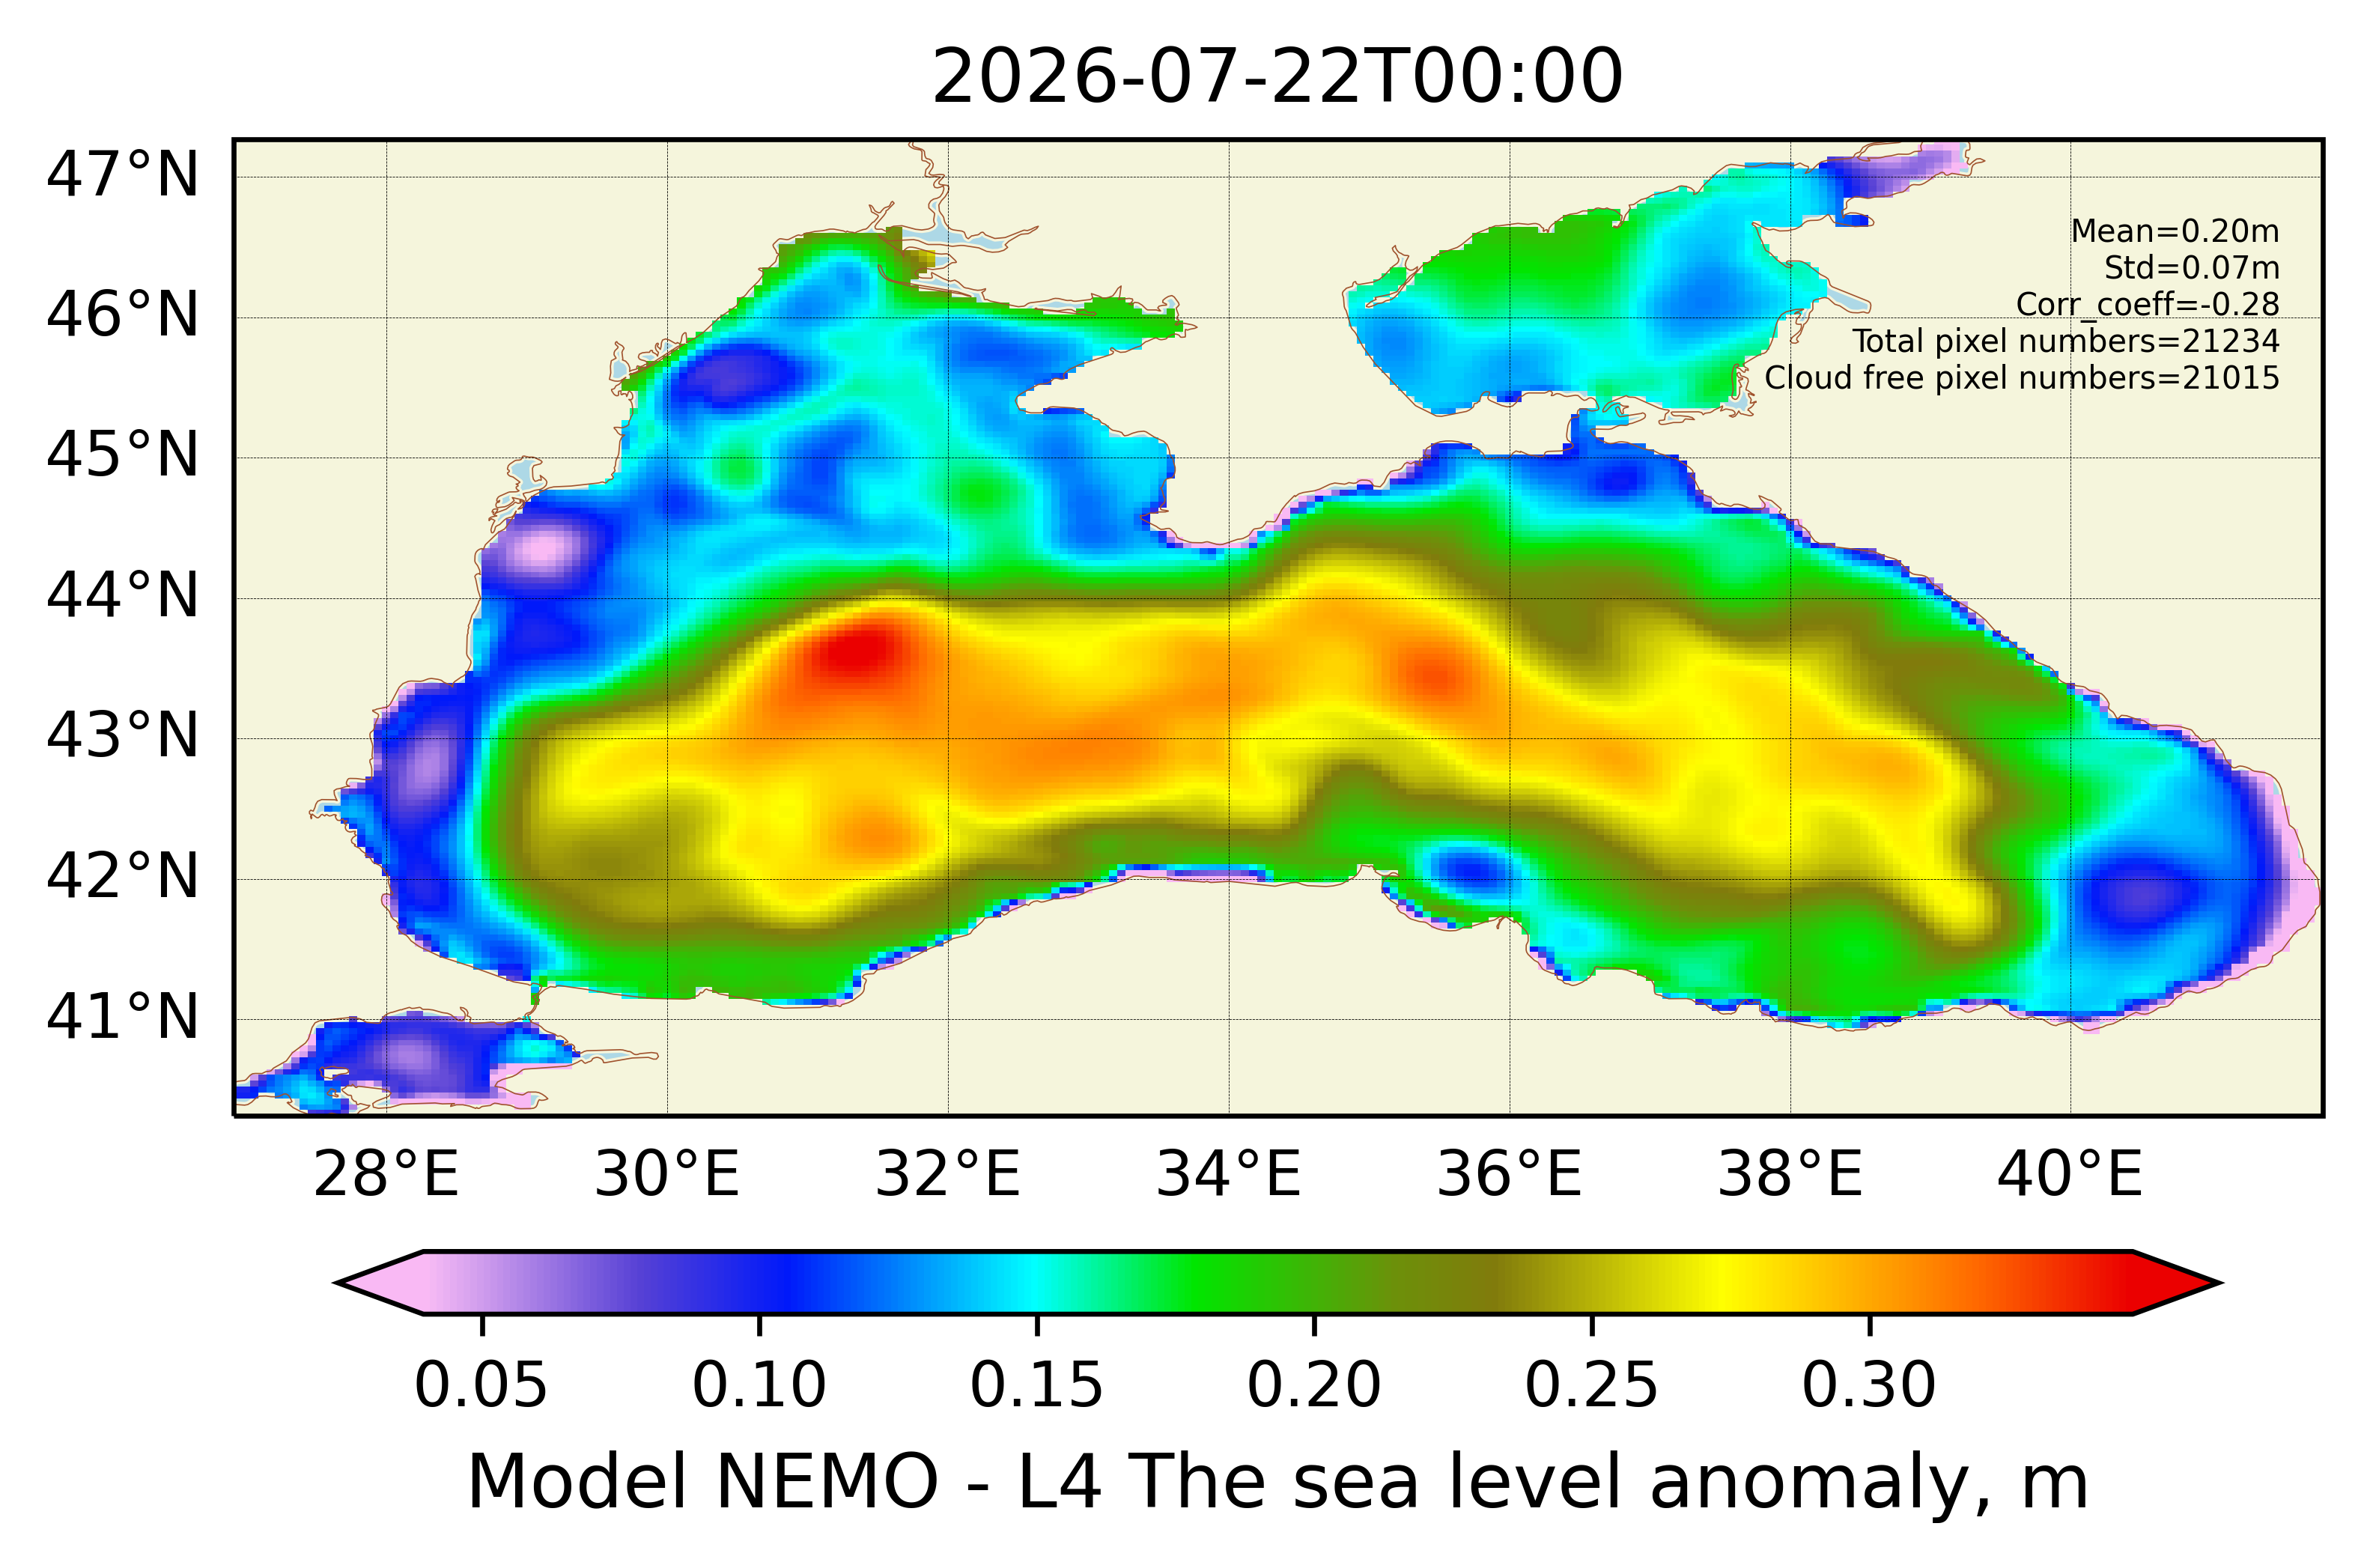 2026-07-22T00:00
47°N
46°N
45°N
44°N
43°N
42°N
41°N
Mean=0.20m
Std=0.07m
Corr_coeff=-0.28
Total pixel numbers=21234
Cloud free pixel numbers=21015
28°E 30°E 32°E 34°E 36°E 38°E 40°E
0.05 0.10 0.15 0.20 0.25 0.30
Model NEMO - L4 The sea level anomaly, m